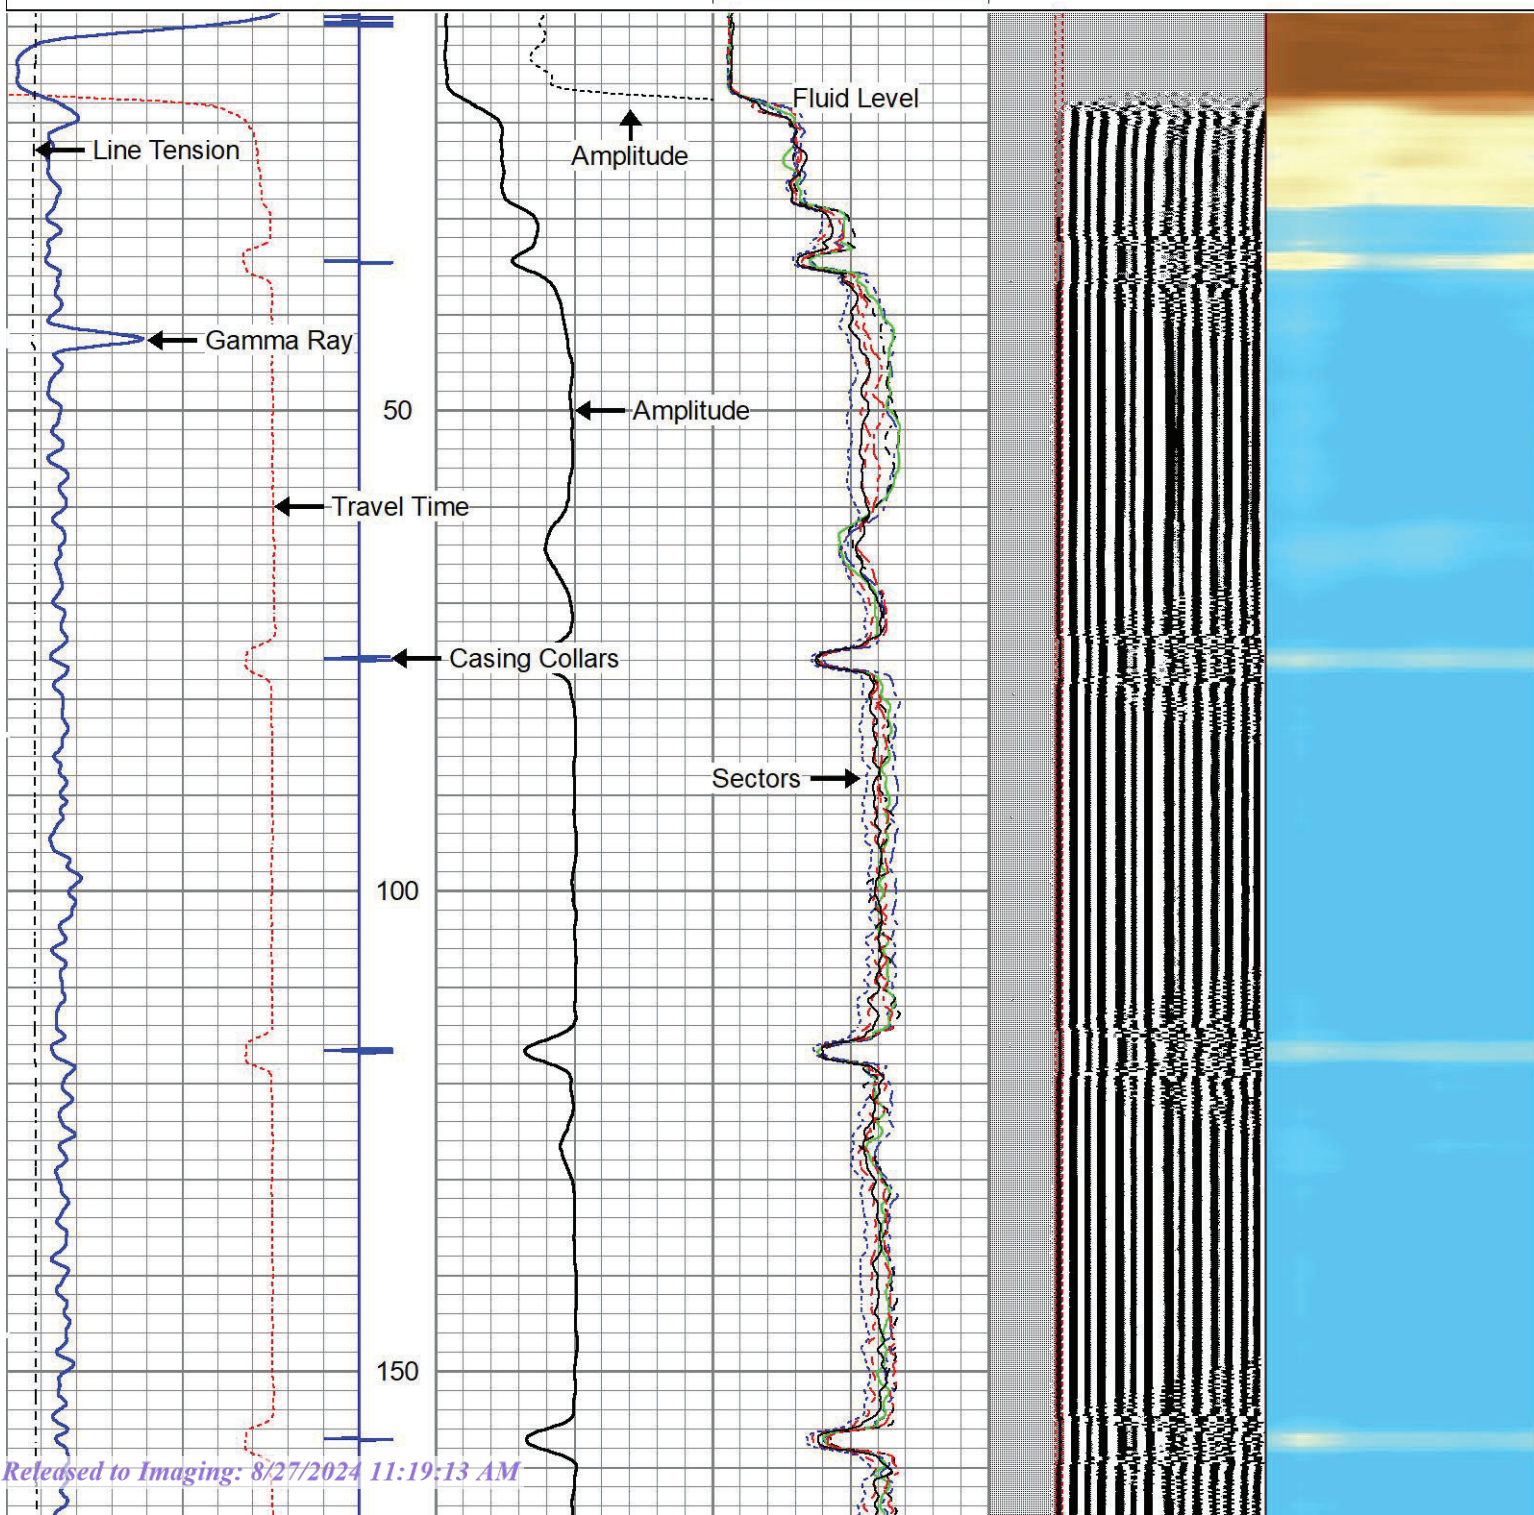 Fluid Level
Line Tension
Amplitude
Gamma Ray
50
Amplitude
Travel Time
Casing Collars
Sectors
100
150
Released to Imaging: 8/27/2024 11:19:13 AM